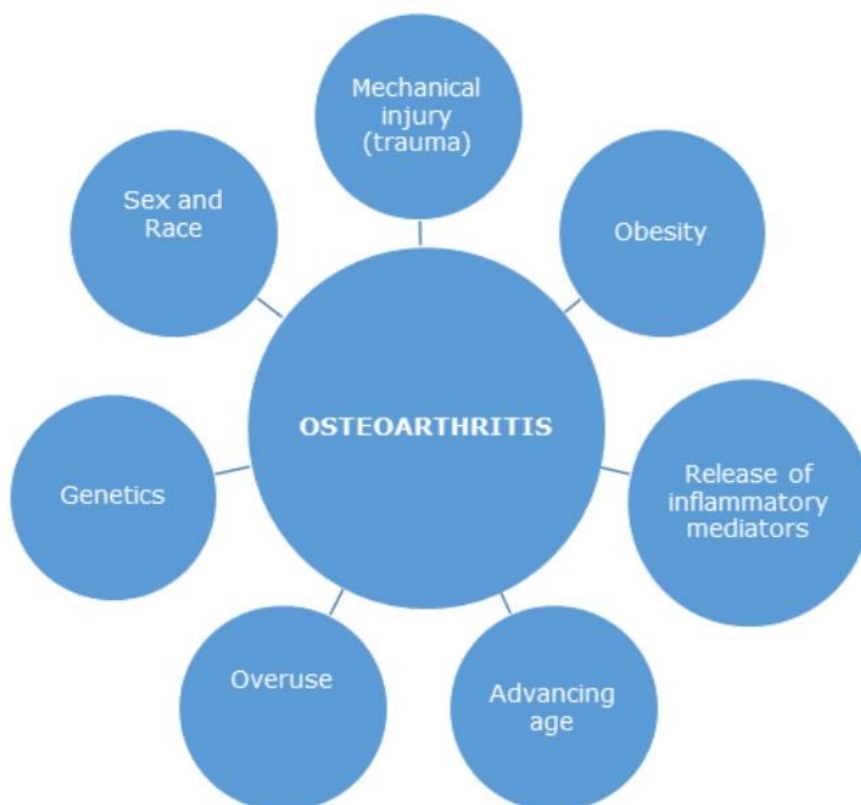 Mechanical
injury
(trauma)
Sex and
Race
Obesity
OSTEOARTHRITIS
Genetics
Release of
inflammatory
mediators
Overuse
Advancing
age